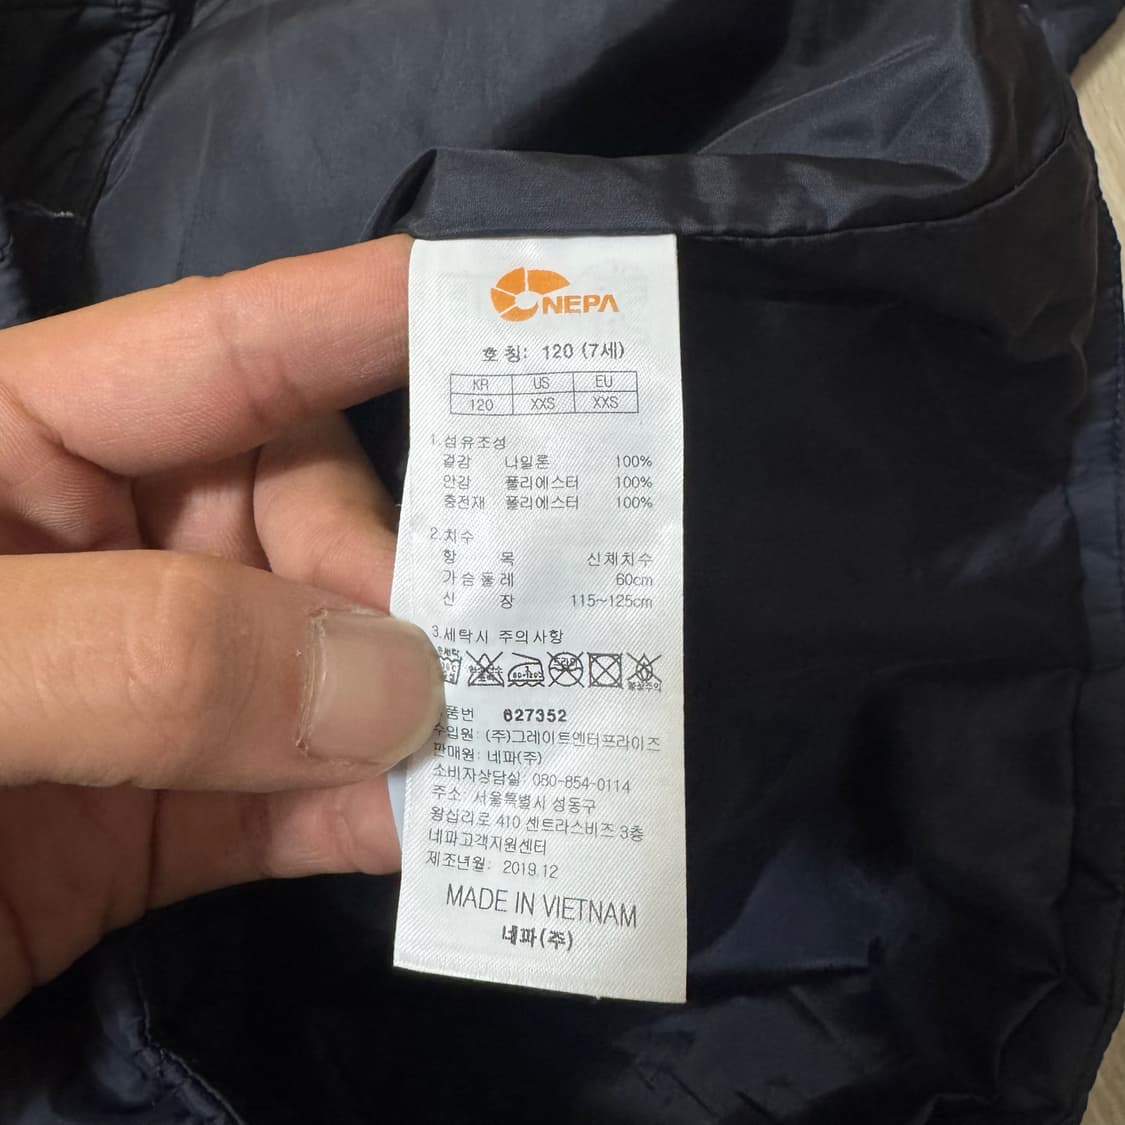 NEPA
호 칭: 120 (7세)
KR US EU
120 XXS XXS
1.섬유조성
겉감 나일론 100%
안감 폴리에스터 100%
충전재 폴리에스터 100%
2.치수
항 목 신체치수
가슴둘레 60cm
신 장 115~125cm
3.세탁시 주의사항
드라이
80~120℃
품번 627352
수입원: (주)그레이트엔터프라이즈
판매원: 네파(주)
소비자상담실: 080-854-0114
주소: 서울특별시 성동구
왕십리로 410 센트라스비즈 3층
네파고객지원센터
제조년월: 2019.12
MADE IN VIETNAM
네파(주)